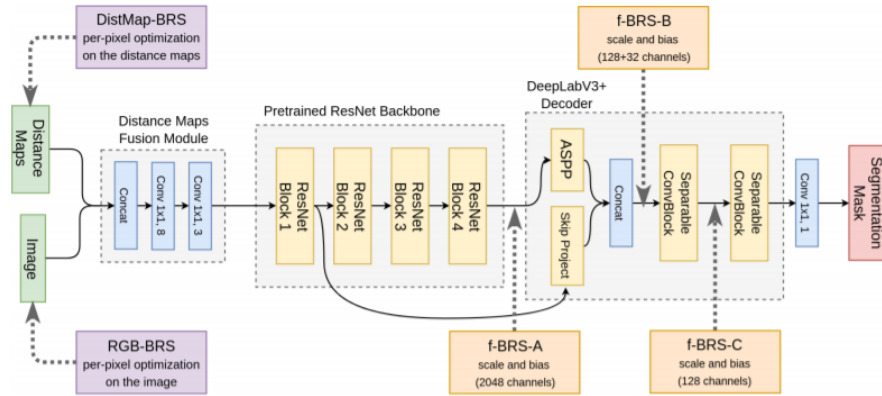 DistMap-BRS
per-pixel optimization
on the distance maps
f-BRS-B
scale and bias
(128+32 channels)
Distance
Maps
Image
Distance Maps
Fusion Module
Concat
Conv 1x1, 8
Conv 1x1, 3
Pretrained ResNet Backbone
ResNet
Block 1
ResNet
Block 2
ResNet
Block 3
ResNet
Block 4
DeepLabV3+
Decoder
ASPP
Skip Project
Concat
Separable
ConvBlock
Separable
ConvBlock
Conv 1x1, 1
Segmentation
Mask
RGB-BRS
per-pixel optimization
on the image
f-BRS-A
scale and bias
(2048 channels)
f-BRS-C
scale and bias
(128 channels)